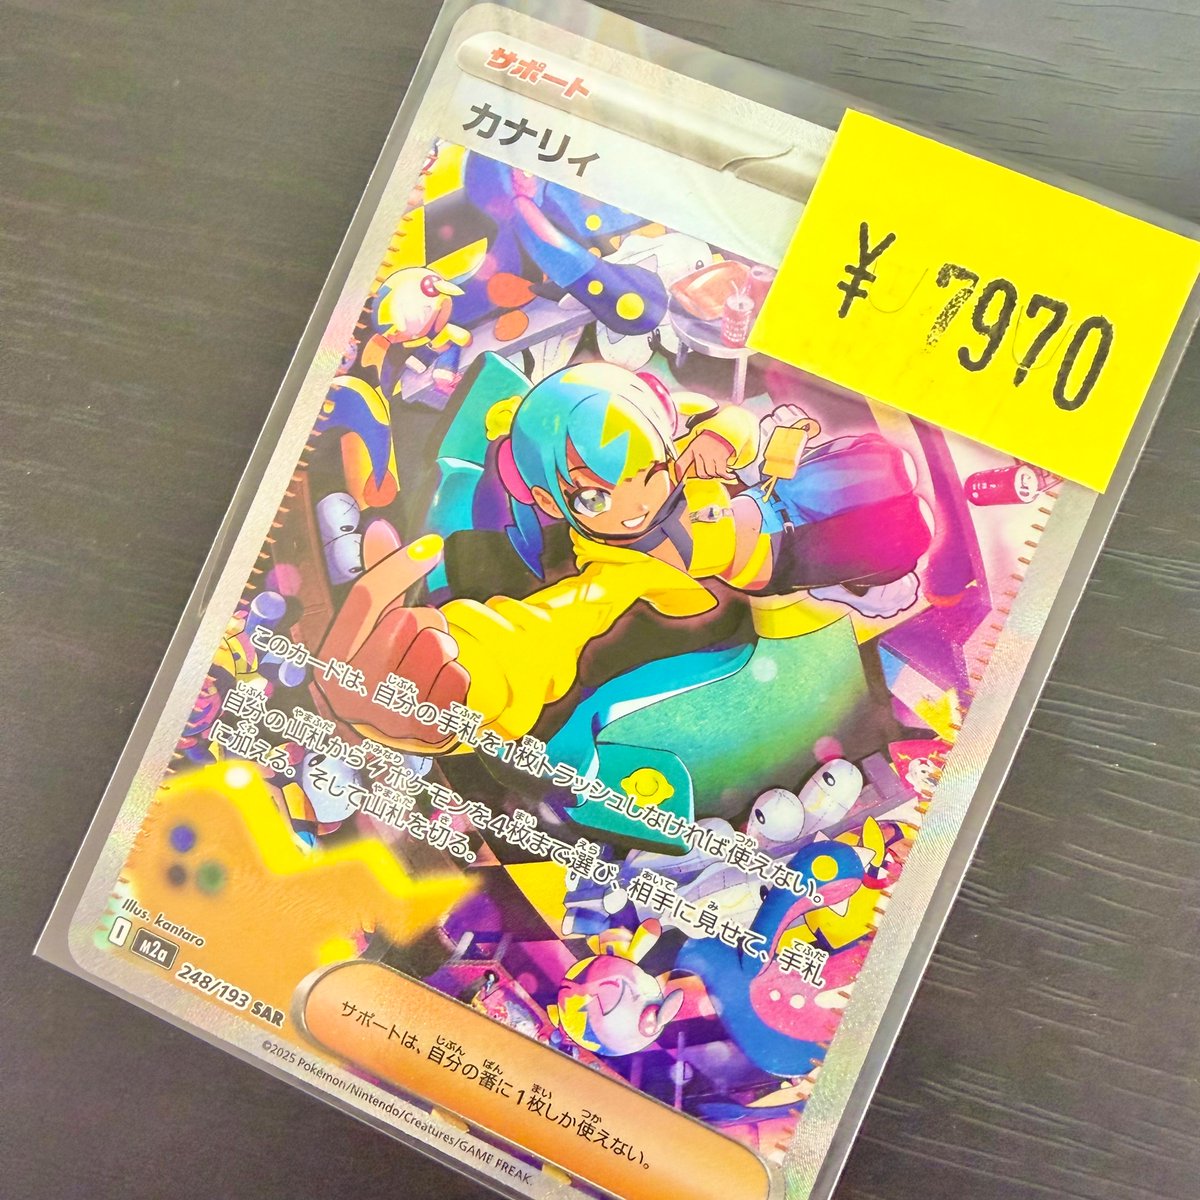 サポート
カナリィ
¥7970
このカードは、自分の手札を1枚トラッシュしなければ使えない。
自分の山札から⚡ポケモンを4枚まで選び、相手に見せて、手札
に加える。そして山札を切る。
Illus. kantaro
I M2a 248/193 SAR
サポートは、自分の番に1枚しか使えない。
©2025 Pokémon/Nintendo/Creatures/GAME FREAK.